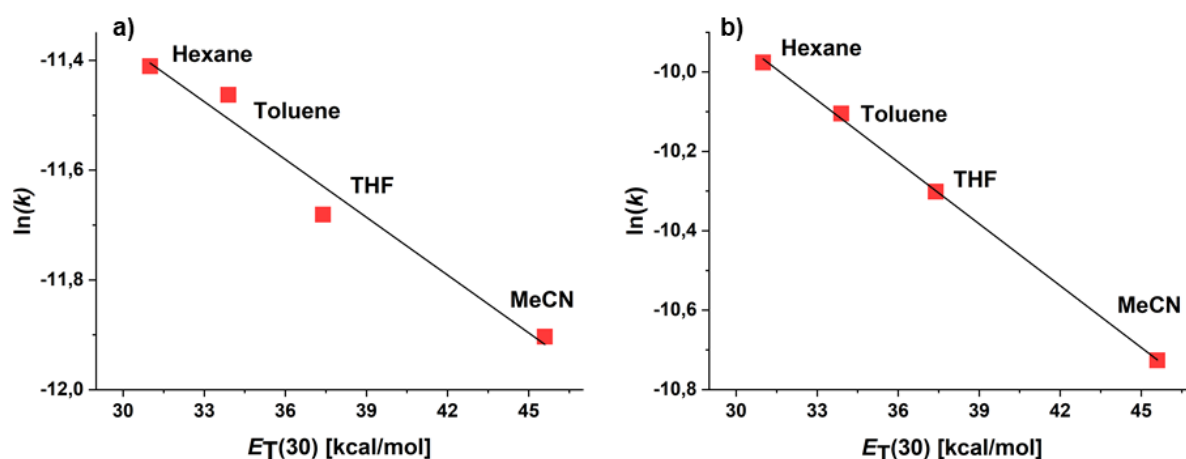 a)
Hexane
Toluene
THF
MeCN
-11,4
-11,6
-11,8
-12,0
ln(k)
30 33 36 39 42 45
ET(30) [kcal/mol]
b)
Hexane
Toluene
THF
MeCN
-10,0
-10,2
-10,4
-10,6
-10,8
ln(k)
30 33 36 39 42 45
ET(30) [kcal/mol]